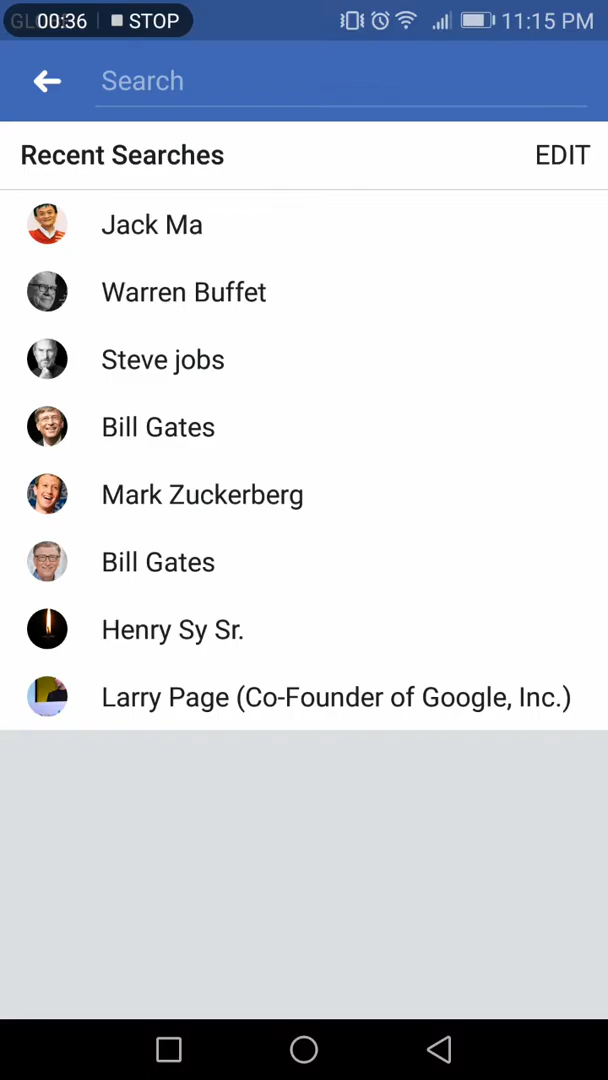 00:36 STOP 11:15 PM
Search
Recent Searches EDIT
Jack Ma
Warren Buffet
Steve jobs
Bill Gates
Mark Zuckerberg
Bill Gates
Henry Sy Sr.
Larry Page (Co-Founder of Google, Inc.)